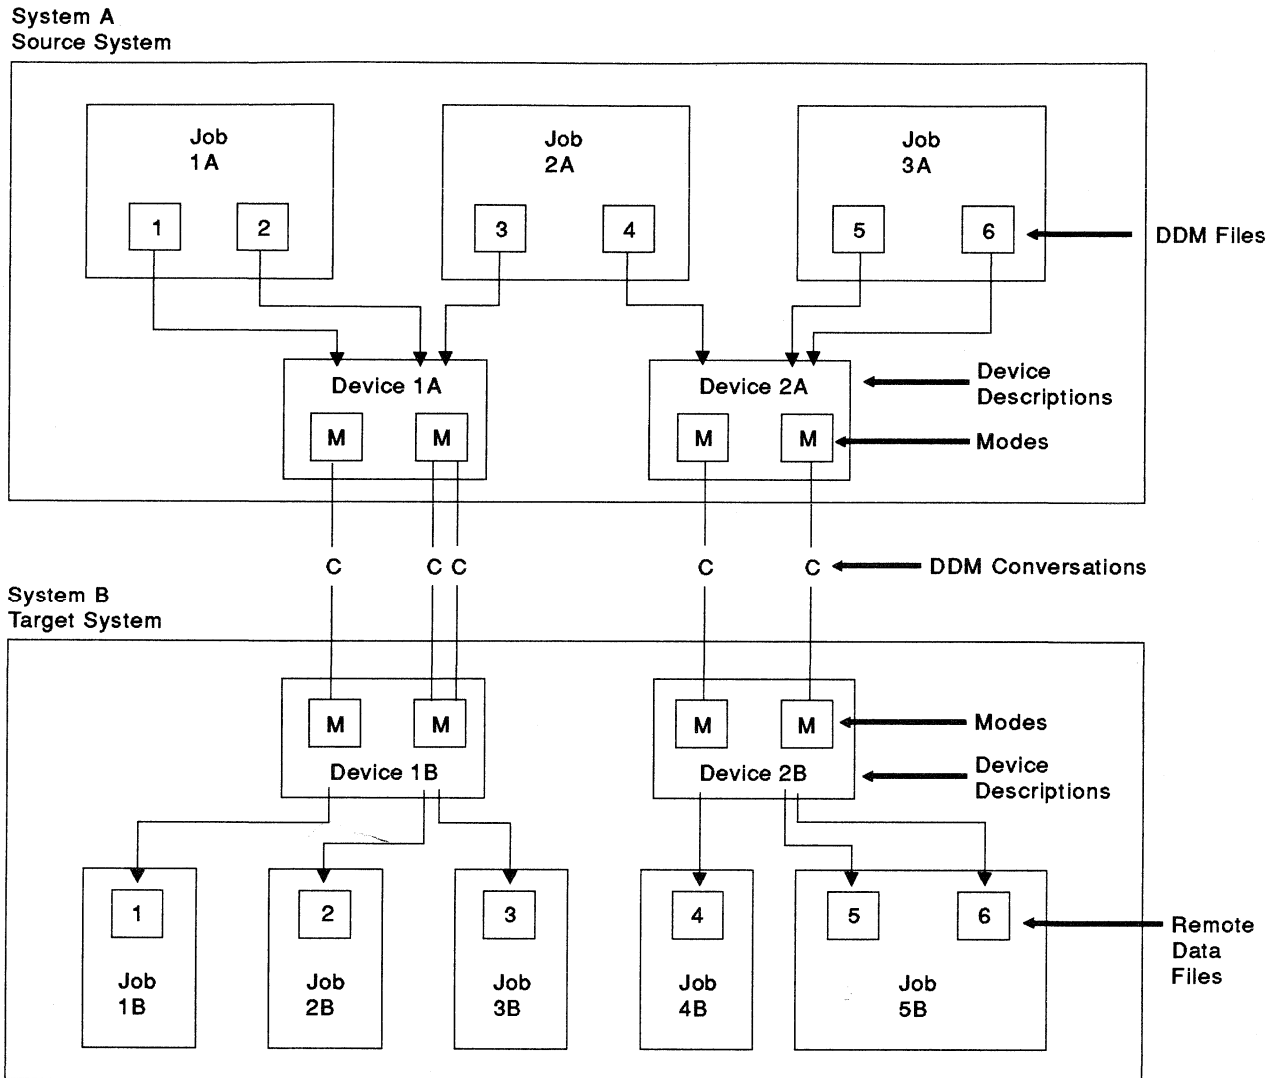 System A
Source System
Job
1A
Job
2A
Job
3A
1
2
3
4
5
6
DDM Files
Device 1A
Device 2A
Device
Descriptions
M
M
M
M
Modes
C
C
C
C
C
DDM Conversations
System B
Target System
M
M
M
M
Modes
Device 1B
Device 2B
Device
Descriptions
1
2
3
4
5
6
Remote
Data
Files
Job
1B
Job
2B
Job
3B
Job
4B
Job
5B